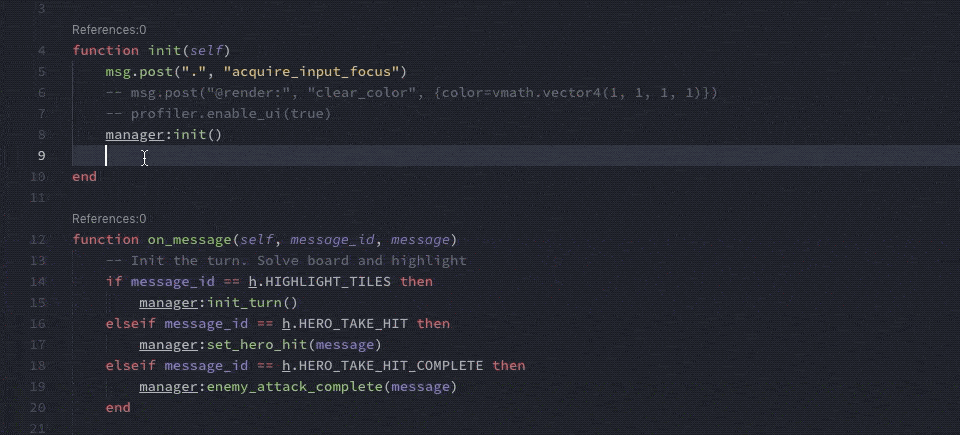 3
References:0
4 function init(self)
5 msg.post(".", "acquire_input_focus")
6 -- msg.post("@render:", "clear_color", {color=vmath.vector4(1, 1, 1, 1)})
7 -- profiler.enable_ui(true)
8 manager:init()
9
10 end
11
References:0
12 function on_message(self, message_id, message)
13 -- Init the turn. Solve board and highlight
14 if message_id == h.HIGHLIGHT_TILES then
15 manager:init_turn()
16 elseif message_id == h.HERO_TAKE_HIT then
17 manager:set_hero_hit(message)
18 elseif message_id == h.HERO_TAKE_HIT_COMPLETE then
19 manager:enemy_attack_complete(message)
20 end
21